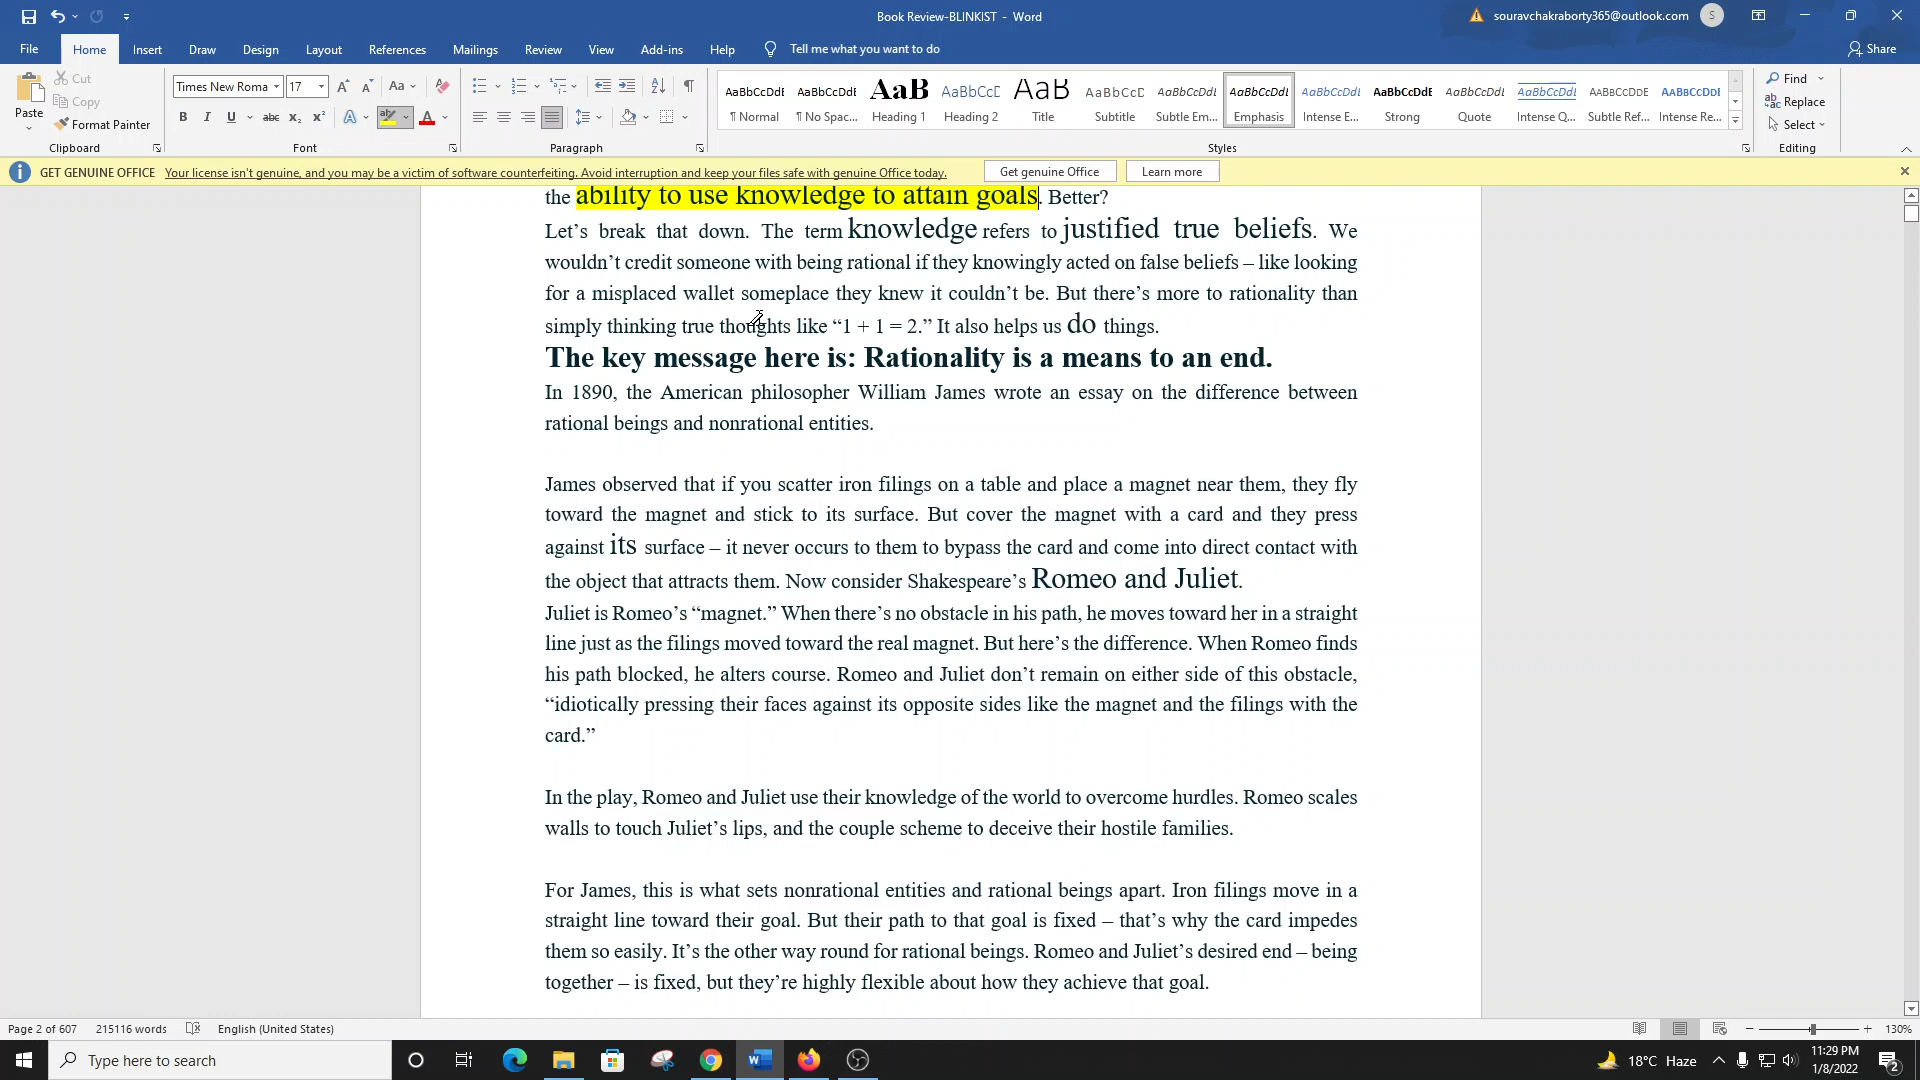 Book Review-BLINKIST - Word
souravchakraborty365@outlook.com
S
File Home Insert Draw Design Layout References Mailings Review View Add-ins Help Tell me what you want to do
Share
Paste
Cut
Copy
Format Painter
Clipboard
Times New Roma 17
Font
Paragraph
AaBbCcDdE AaBbCcDdE AaB AaBbCcC AaB AaBbCcD AaBbCcDdE AaBbCcDdE AaBbCcDdE AaBbCcDdE AaBbCcDdE AaBbCcDdE AABBCCDDE AABBCCDDE
¶ Normal ¶ No Spac... Heading 1 Heading 2 Title Subtitle Subtle Em... Emphasis Intense E... Strong Quote Intense Q... Subtle Ref... Intense Re...
Styles
Find
Replace
Select
Editing
GET GENUINE OFFICE Your license isn't genuine, and you may be a victim of software counterfeiting. Avoid interruption and keep your files safe with genuine Office today. Get genuine Office Learn more
the ability to use knowledge to attain goals. Better?
Let’s break that down. The term knowledge refers to justified true beliefs. We
wouldn’t credit someone with being rational if they knowingly acted on false beliefs – like looking
for a misplaced wallet someplace they knew it couldn’t be. But there’s more to rationality than
simply thinking true thoughts like “1 + 1 = 2.” It also helps us do things.
The key message here is: Rationality is a means to an end.
In 1890, the American philosopher William James wrote an essay on the difference between
rational beings and nonrational entities.
James observed that if you scatter iron filings on a table and place a magnet near them, they fly
toward the magnet and stick to its surface. But cover the magnet with a card and they press
against its surface – it never occurs to them to bypass the card and come into direct contact with
the object that attracts them. Now consider Shakespeare’s Romeo and Juliet.
Juliet is Romeo’s “magnet.” When there’s no obstacle in his path, he moves toward her in a straight
line just as the filings moved toward the real magnet. But here’s the difference. When Romeo finds
his path blocked, he alters course. Romeo and Juliet don’t remain on either side of this obstacle,
“idiotically pressing their faces against its opposite sides like the magnet and the filings with the
card.”
In the play, Romeo and Juliet use their knowledge of the world to overcome hurdles. Romeo scales
walls to touch Juliet’s lips, and the couple scheme to deceive their hostile families.
For James, this is what sets nonrational entities and rational beings apart. Iron filings move in a
straight line toward their goal. But their path to that goal is fixed – that’s why the card impedes
them so easily. It’s the other way round for rational beings. Romeo and Juliet’s desired end – being
together – is fixed, but they’re highly flexible about how they achieve that goal.
Page 2 of 607 215116 words English (United States)
130%
Type here to search
18°C Haze
11:29 PM
1/8/2022
2